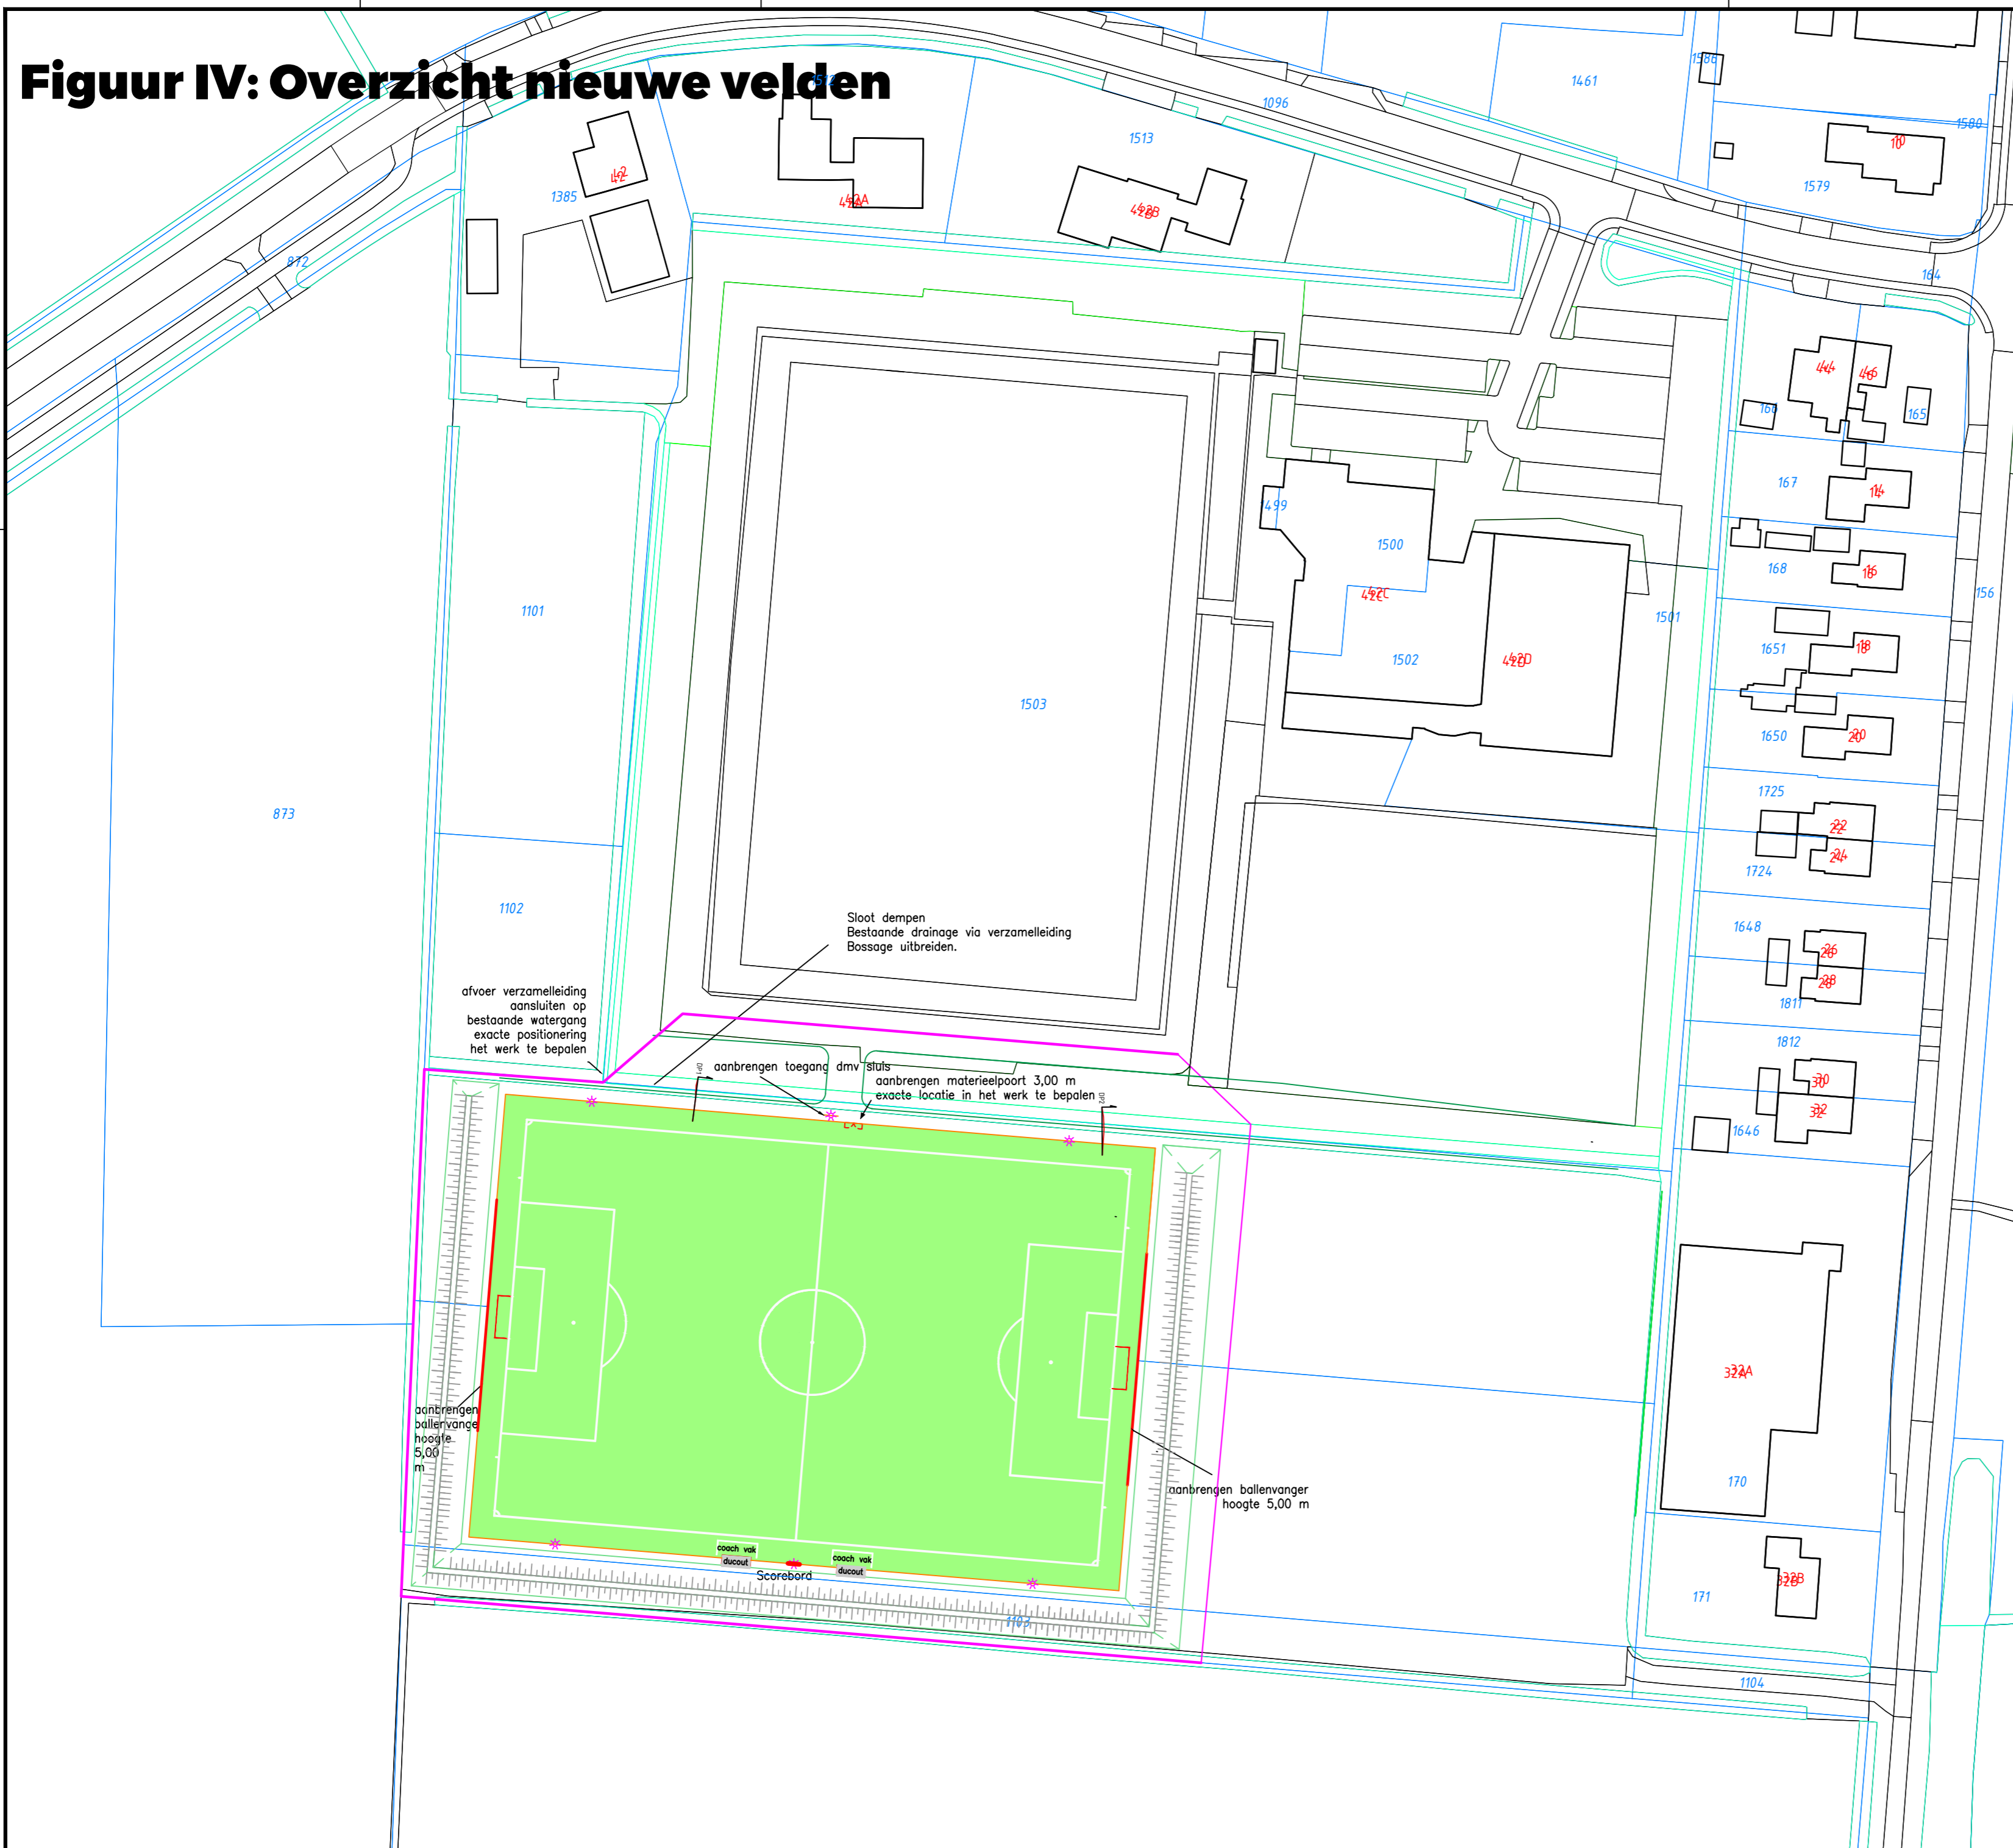 Figuur IV: Overzicht nieuwe velden
1512
1096
1461
1586
1580
1513
10
1579
42
42A
42B
1385
872
164
44
46
166
165
167
14
1499
1500
168
16
42C
156
1101
1501
1651
18
1502
42D
1503
1650
20
1725
22
873
24
1724
1102
Sloot dempen
Bestaande drainage via verzamelleiding
Bossage uitbreiden.
1648
26
28
1811
afvoer verzamelleiding
aansluiten op
bestaande watergang
exacte positionering
het werk te bepalen
1812
aanbrengen toegang dmv sluis
DP1
aanbrengen materieelpoort 3,00 m
exacte locatie in het werk te bepalen
DP2
30
32
1646
32A
aanbrengen
ballenvange
hoogte
5,00
m
170
aanbrengen ballenvanger
hoogte 5,00 m
coach vak
ducout
coach vak
ducout
Scorebord
32B
171
1103
1104